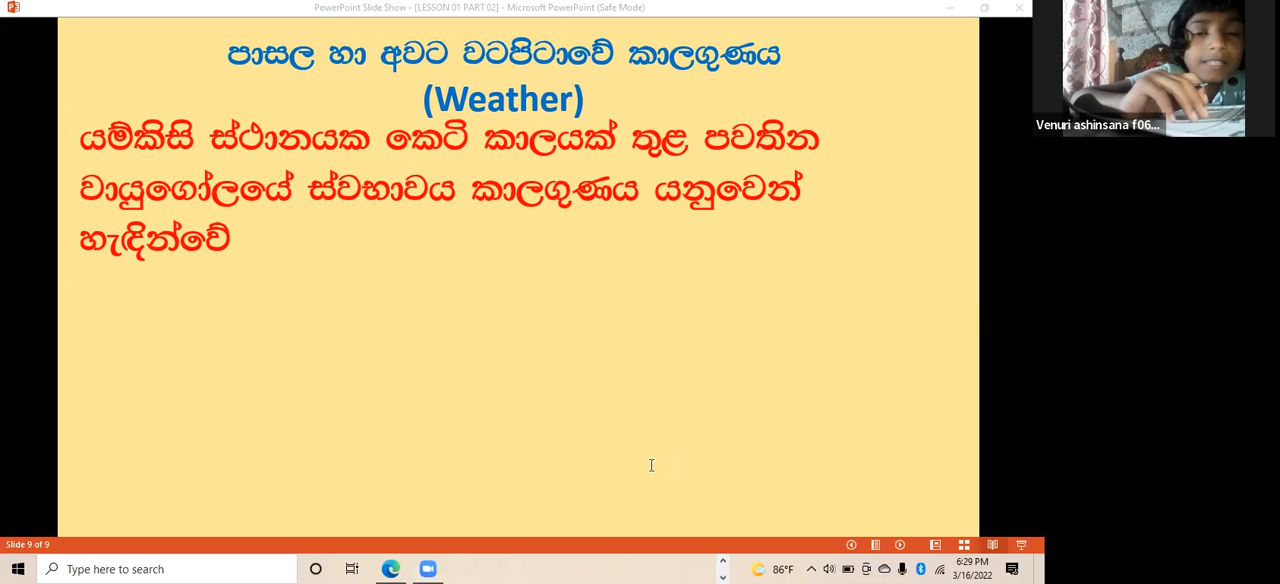 PowerPoint Slide Show - [LESSON 01 PART 02] - Microsoft PowerPoint (Safe Mode)
පාසල හා අවට වටපිටාවේ කාලගුණය
(Weather)
යම්කිසි ස්ථානයක කෙටි කාලයක් තුළ පවතින
වායුගෝලයේ ස්වභාවය කාලගුණය යනුවෙන්
හැඳින්වේ
Venuri ashinsana f06...
Slide 9 of 9
Type here to search
86°F
6:29 PM
3/16/2022